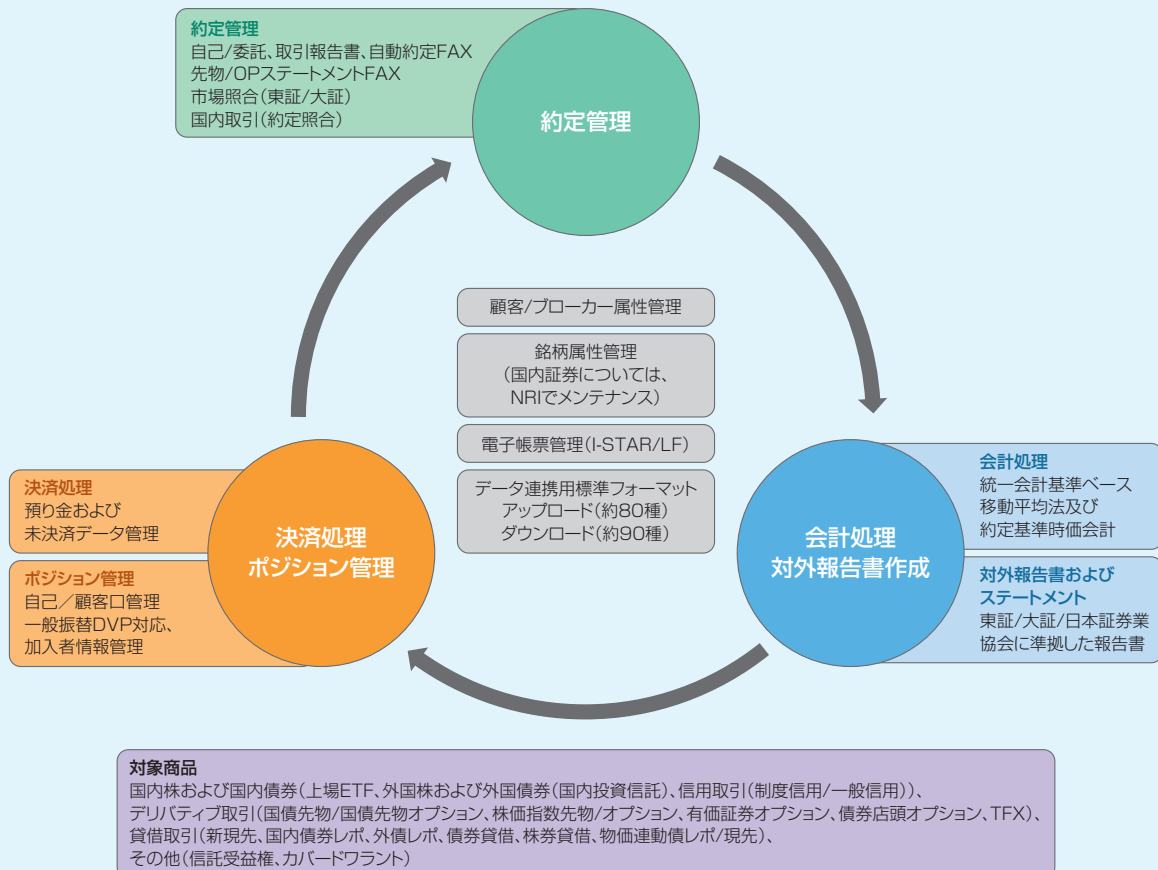 約定管理
自己/委託、取引報告書、自動約定FAX
先物/OPステートメントFAX
市場照合（東証/大証）
国内取引（約定照合）
約定管理
顧客/ブローカー属性管理
銘柄属性管理
（国内証券については、
NRIでメンテナンス）
電子帳票管理（I-STAR/LF）
データ連携用標準フォーマット
アップロード（約80種）
ダウンロード（約90種）
決済処理
預り金および
未決済データ管理
ポジション管理
自己／顧客口管理
一般振替DVP対応、
加入者情報管理
決済処理
ポジション管理
会計処理
対外報告書作成
会計処理
統一会計基準ベース
移動平均法及び
約定基準時価会計
対外報告書および
ステートメント
東証/大証/日本証券業
協会に準拠した報告書
対象商品
国内株および国内債券（上場ETF、外国株および外国債券（国内投資信託）、信用取引（制度信用/一般信用））、
デリバティブ取引（国債先物/国債先物オプション、株価指数先物/オプション、有価証券オプション、債券店頭オプション、TFX）、
貸借取引（新現先、国内債券レポ、外債レポ、債券貸借、株券貸借、物価連動債レポ/現先）、
その他（信託受益権、カバードワラント）